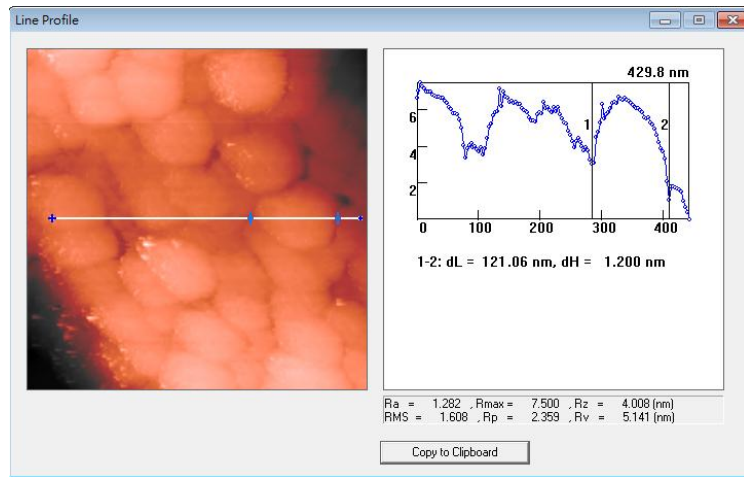 Line Profile
429.8 nm
6
4
2
1
2
0 100 200 300 400
1-2: dL = 121.06 nm, dH = 1.200 nm
Ra = 1.282 , Rmax = 7.500 , Rz = 4.008 (nm)
RMS = 1.608 , Rp = 2.359 , Rv = 5.141 (nm)
Copy to Clipboard